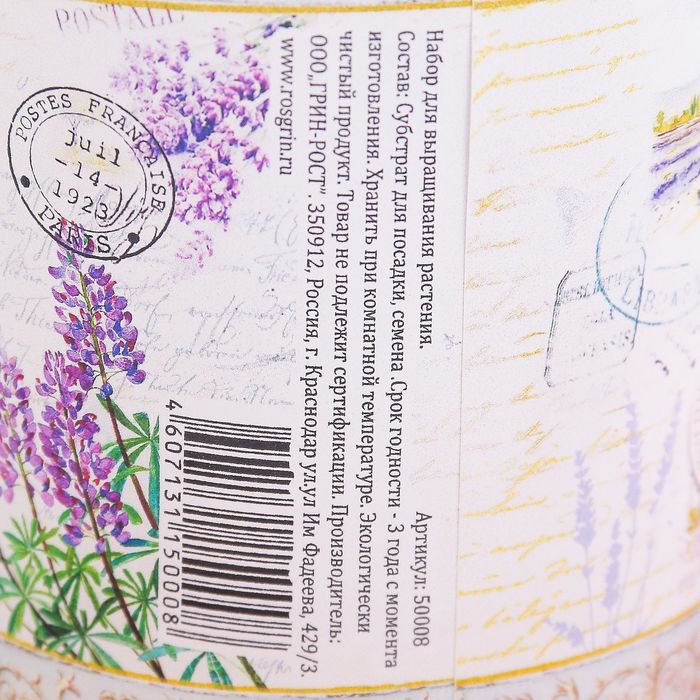 Набор для выращивания растения. Артикул: 50008
Состав: Субстрат для посадки, семена .Срок годности - 3 года с момента
изготовления. Хранить при комнатной температуре. Экологически
чистый продукт. Товар не подлежит сертификации. Производитель:
ООО„ГРИН-РОСТ" 350912, Россия, г. Краснодар ул.ул Им Фадеева, 429/3.
www.rosgrin.ru
4 607131 150008
POSTES FRANÇAISE
Juil
-14-
1923
PARIS